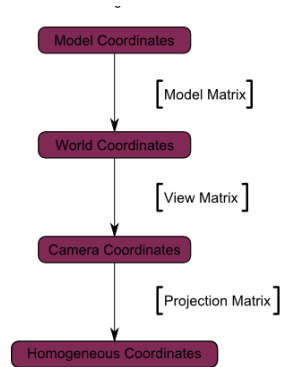 Model Coordinates
[Model Matrix]
World Coordinates
[View Matrix]
Camera Coordinates
[Projection Matrix]
Homogeneous Coordinates